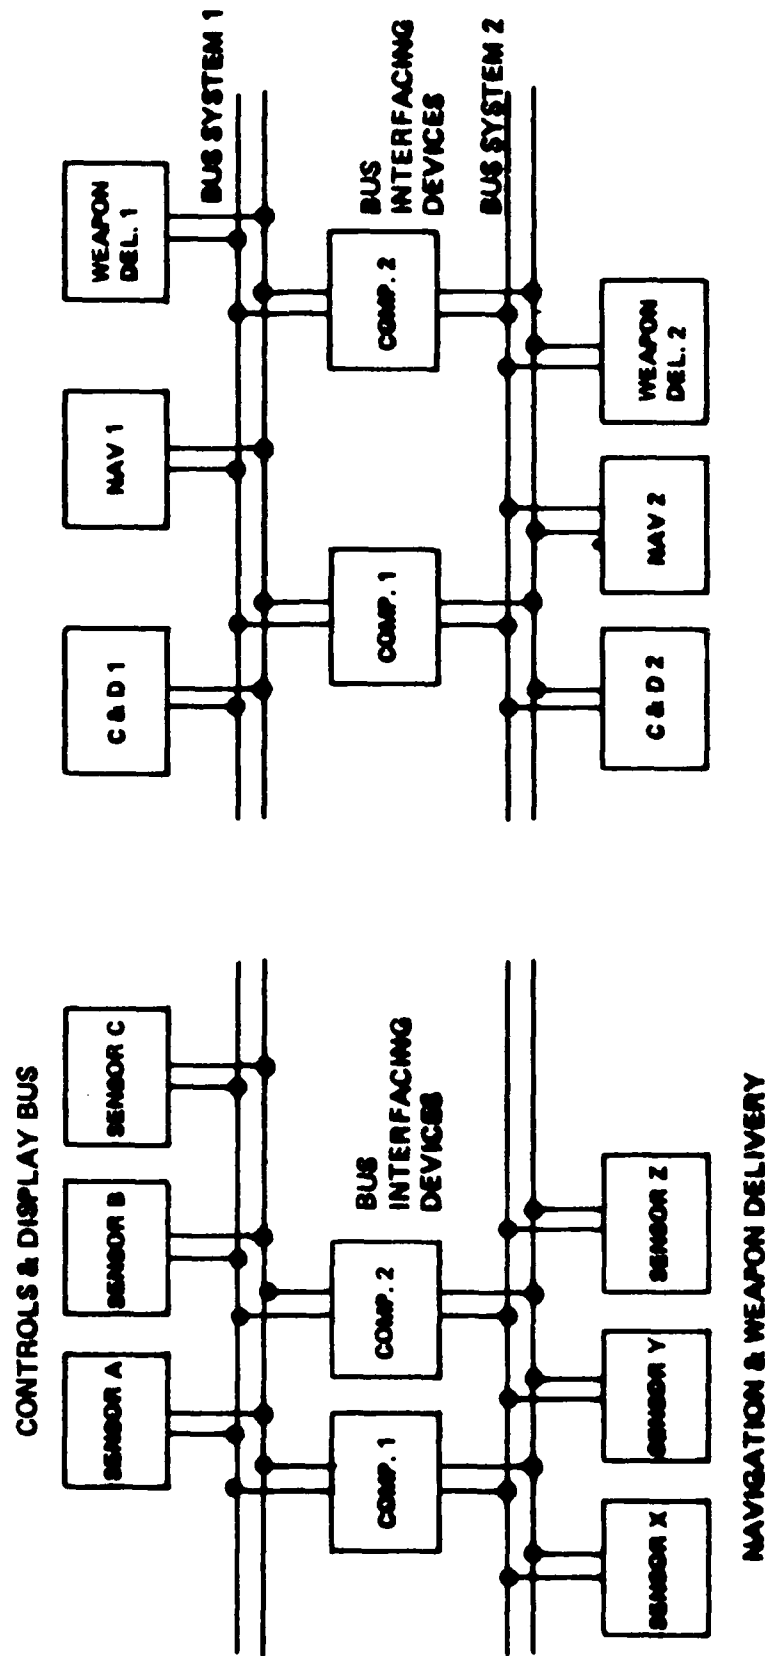 CONTROLS & DISPLAY BUS
SENSOR A
SENSOR B
SENSOR C
COMP. 1
COMP. 2
BUS
INTERFACING
DEVICES
SENSOR X
SENSOR Y
SENSOR Z
NAVIGATION & WEAPON DELIVERY
C & D 1
NAV 1
WEAPON
DEL. 1
BUS SYSTEM 1
COMP. 1
COMP. 2
BUS
INTERFACING
DEVICES
BUS SYSTEM 2
C & D 2
NAV 2
WEAPON
DEL. 2